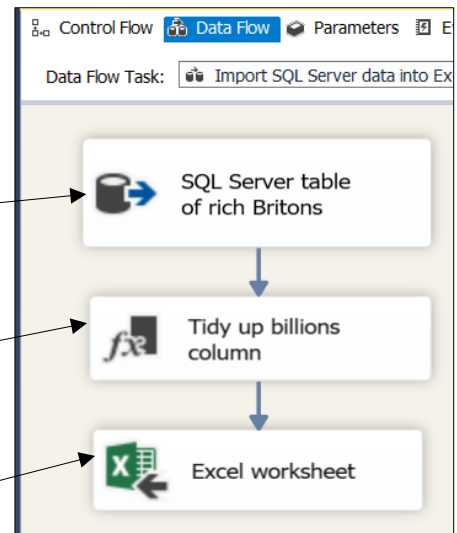 Control Flow Data Flow Parameters E
Data Flow Task: Import SQL Server data into Ex
SQL Server table
of rich Britons
fx
Tidy up billions
column
X
Excel worksheet